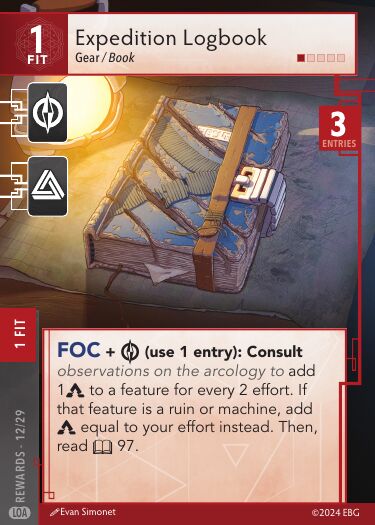 1
FIT
Expedition Logbook
Gear / Book
3
ENTRIES
1 FIT
FOC + (use 1 entry): Consult
observations on the arcology to add
1 to a feature for every 2 effort. If
that feature is a ruin or machine, add
equal to your effort instead. Then,
read 97.
REWARDS - 12/29
LOA
Evan Simonet
©2024 EBG